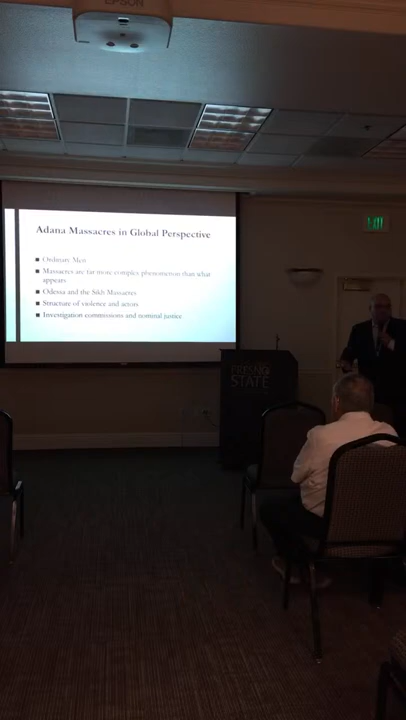 EPSON
Adana Massacres in Global Perspective
Ordinary Men
Massacres are far more complex phenomenon than what
appears
Odessa and the Sikh Massacres
Structure of violence and actors
Investigation commissions and nominal justice
FRESNO
STATE